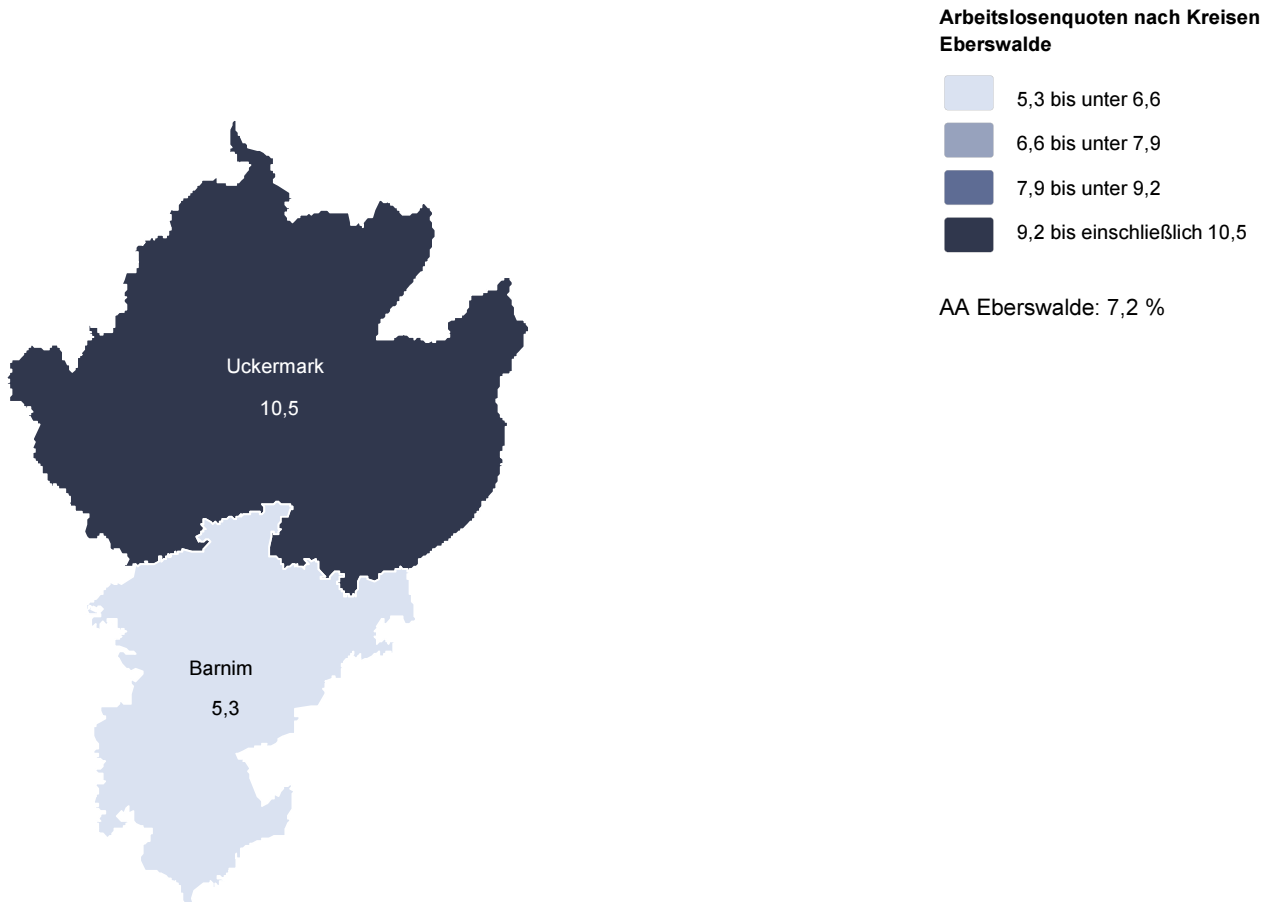 Arbeitslosenquoten nach Kreisen
Eberswalde
5,3 bis unter 6,6
6,6 bis unter 7,9
7,9 bis unter 9,2
9,2 bis einschließlich 10,5
AA Eberswalde: 7,2 %
Uckermark
10,5
Barnim
5,3